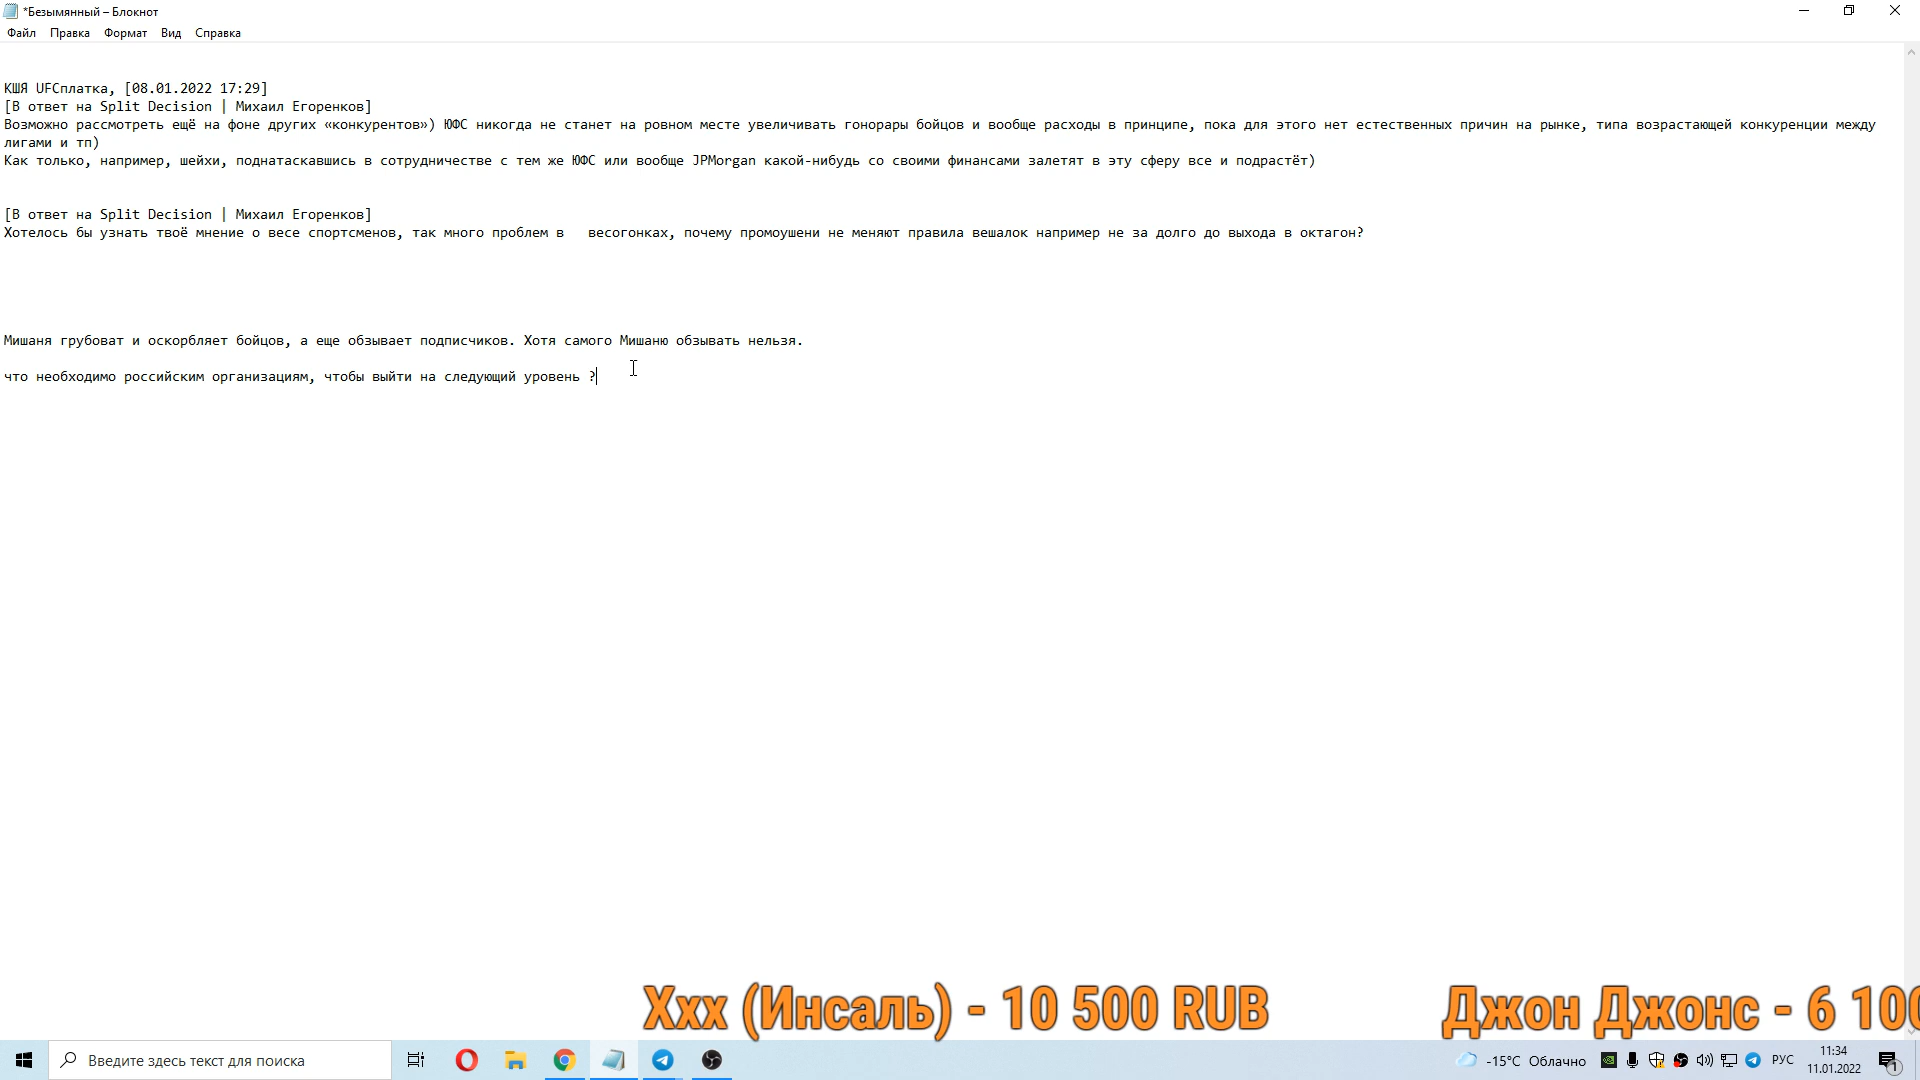 *Безымянный – Блокнот
Файл Правка Формат Вид Справка
КШЯ UFCплатка, [08.01.2022 17:29]
[В ответ на Split Decision | Михаил Егоренков]
Возможно рассмотреть ещё на фоне других «конкурентов») ЮФС никогда не станет на ровном месте увеличивать гонорары бойцов и вообще расходы в принципе, пока для этого нет естественных причин на рынке, типа возрастающей конкуренции между
лигами и тп)
Как только, например, шейхи, поднатаскавшись в сотрудничестве с тем же ЮФС или вообще JPMorgan какой-нибудь со своими финансами залетят в эту сферу все и подрастёт)
[В ответ на Split Decision | Михаил Егоренков]
Хотелось бы узнать твоё мнение о весе спортсменов, так много проблем в   весогонках, почему промоушени не меняют правила вешалок например не за долго до выхода в октагон?
Мишаня грубоват и оскорбляет бойцов, а еще обзывает подписчиков. Хотя самого Мишаню обзывать нельзя.
что необходимо российским организациям, чтобы выйти на следующий уровень ?
Xxx (Инсаль) - 10 500 RUB Джон Джонс - 6 100
Введите здесь текст для поиска
-15°C Облачно РУС 11:34
11.01.2022 1